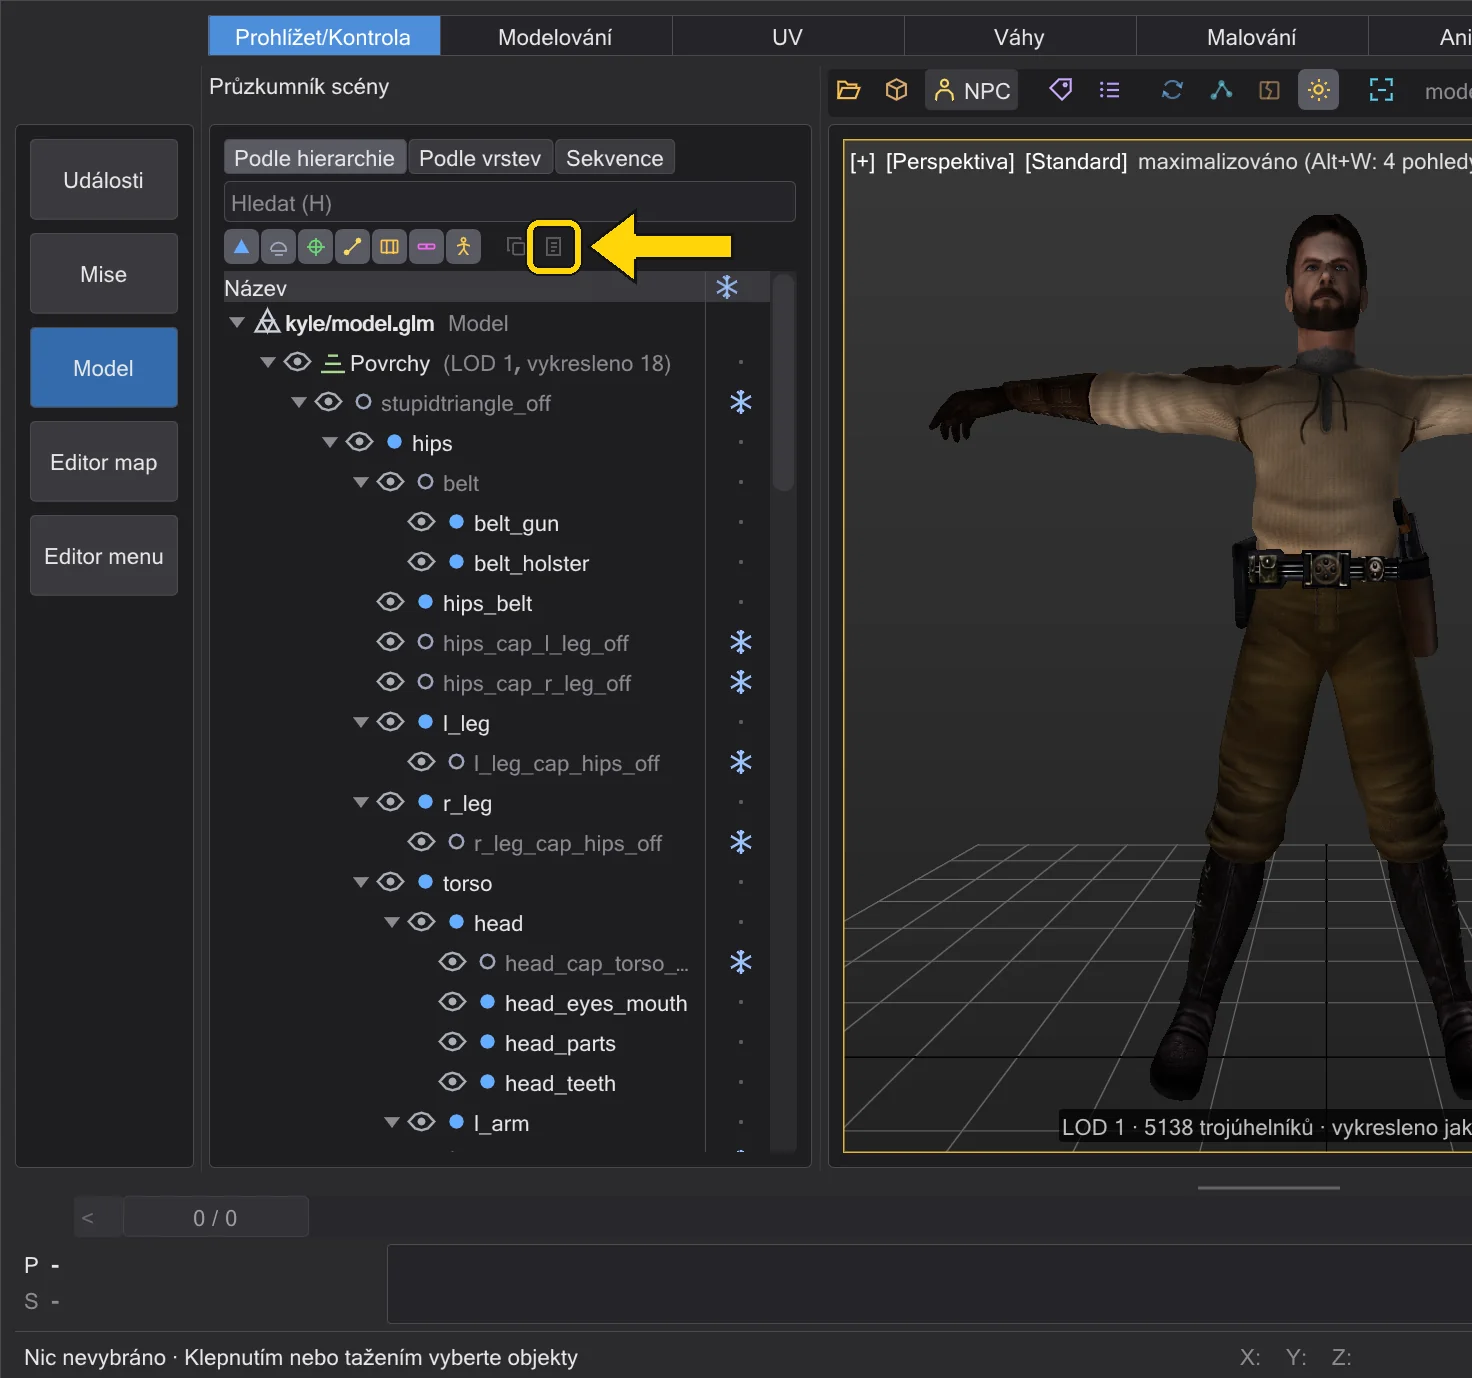 Prohlížet/Kontrola Modelování UV Váhy Malování Ani
Průzkumník scény
NPC mode
Události
Mise
Model
Editor map
Editor menu
Podle hierarchie Podle vrstev Sekvence
Hledat (H)
Název
kyle/model.glm Model
Povrchy (LOD 1, vykresleno 18)
stupidtriangle_off
hips
belt
belt_gun
belt_holster
hips_belt
hips_cap_l_leg_off
hips_cap_r_leg_off
l_leg
l_leg_cap_hips_off
r_leg
r_leg_cap_hips_off
torso
head
head_cap_torso_...
head_eyes_mouth
head_parts
head_teeth
l_arm
[+] [Perspektiva] [Standard] maximalizováno (Alt+W: 4 pohledy
LOD 1 · 5138 trojúhelníků · vykresleno jak
< 0 / 0
P -
S -
Nic nevybráno · Klepnutím nebo tažením vyberte objekty X: Y: Z: